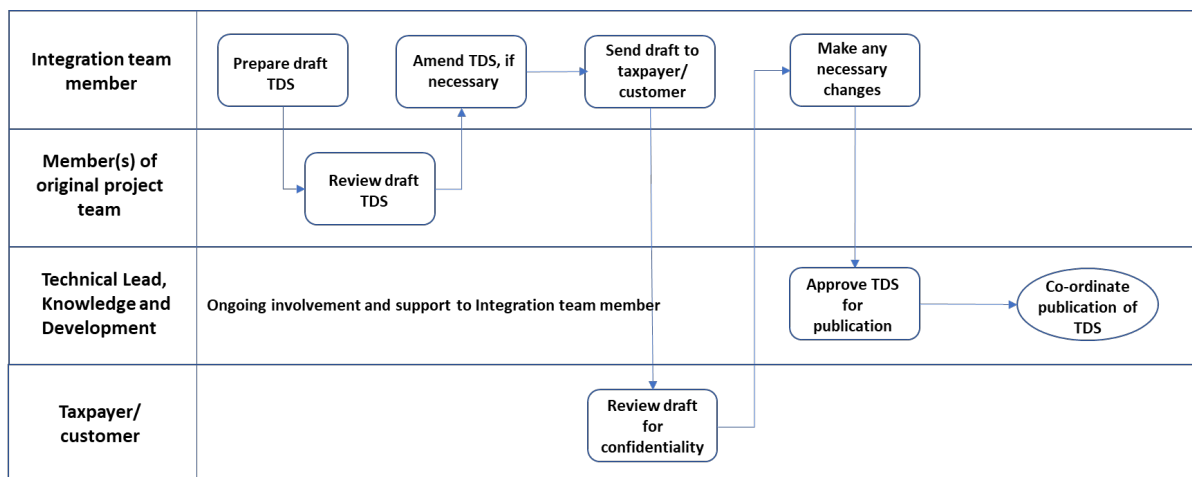 Integration team
member
Prepare draft
TDS
Amend TDS, if
necessary
Send draft to
taxpayer/
customer
Make any
necessary
changes
Member(s) of
original project
team
Review draft
TDS
Technical Lead,
Knowledge and
Development
Ongoing involvement and support to Integration team member
Approve TDS
for
publication
Co-ordinate
publication of
TDS
Taxpayer/
customer
Review draft
for
confidentiality